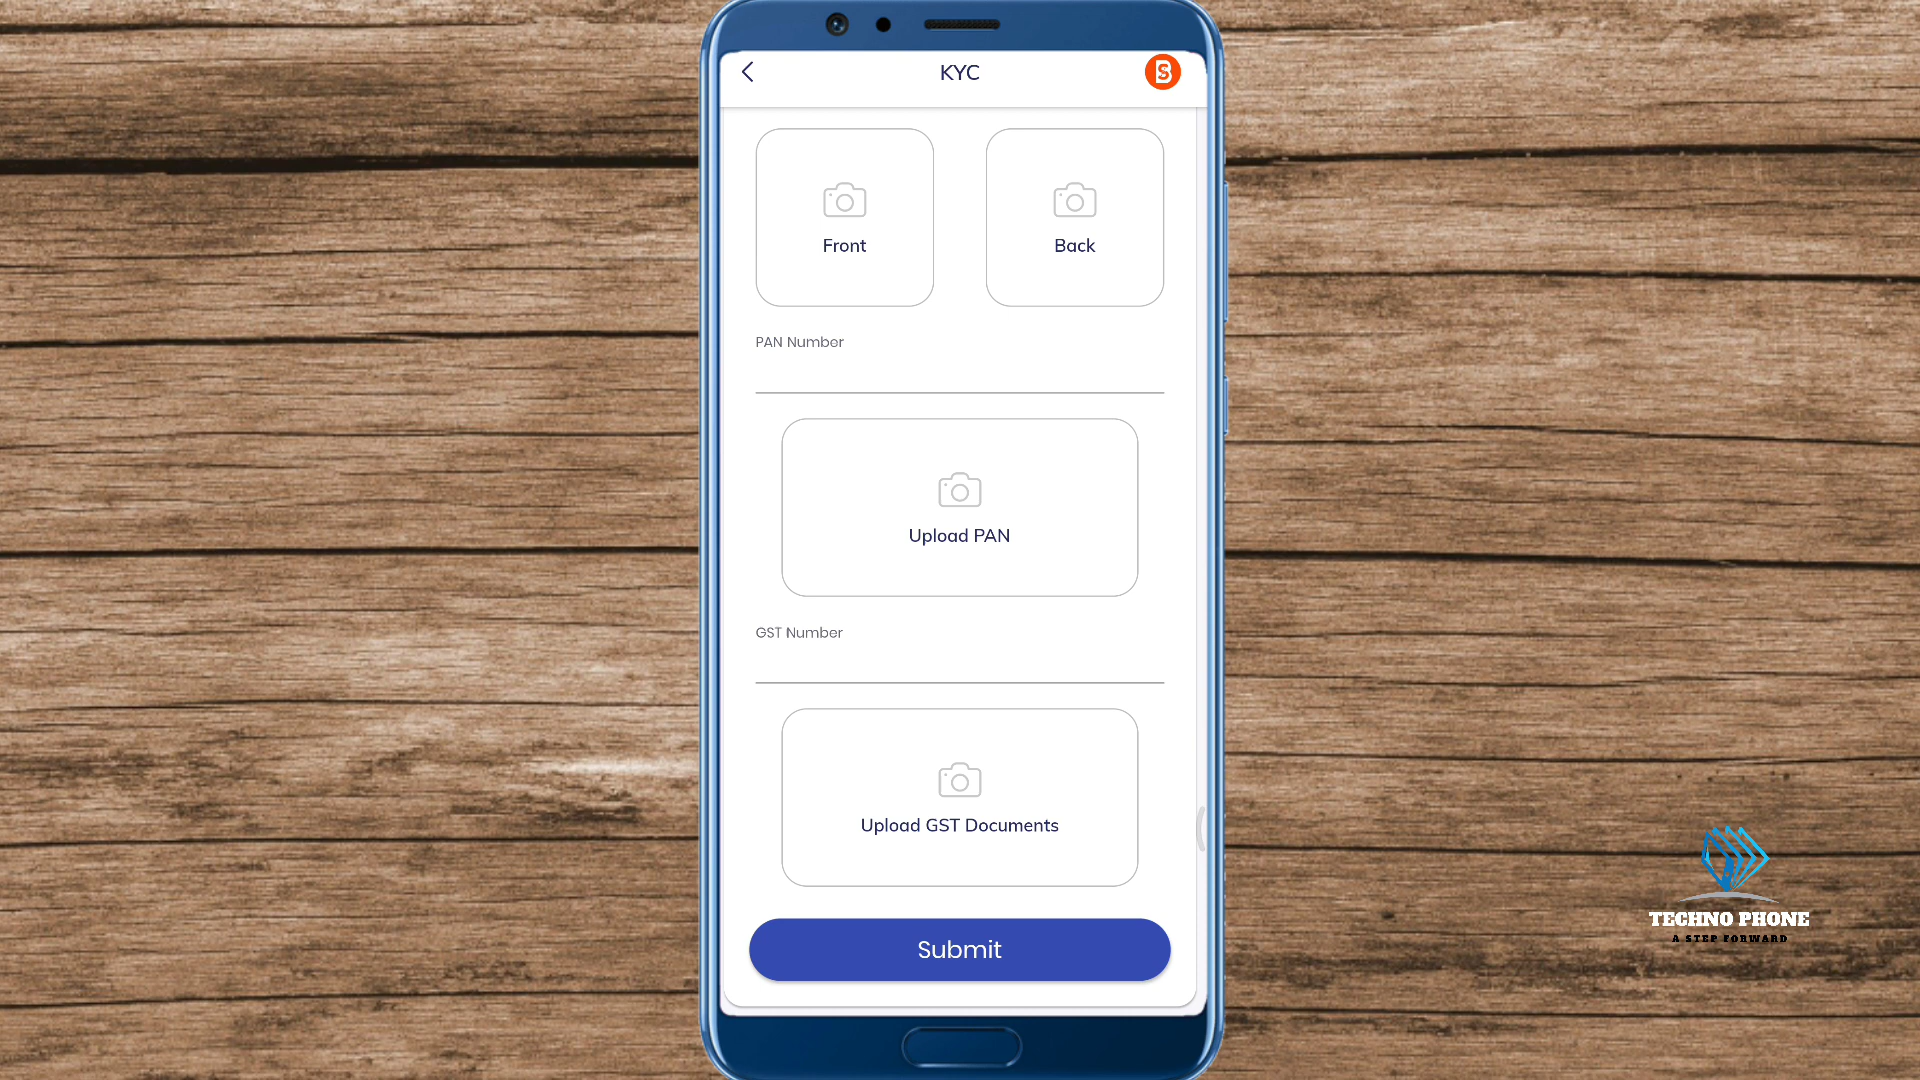 KYC
Front
Back
PAN Number
Upload PAN
GST Number
Upload GST Documents
Submit
TECHNO PHONE
A STEP FORWARD